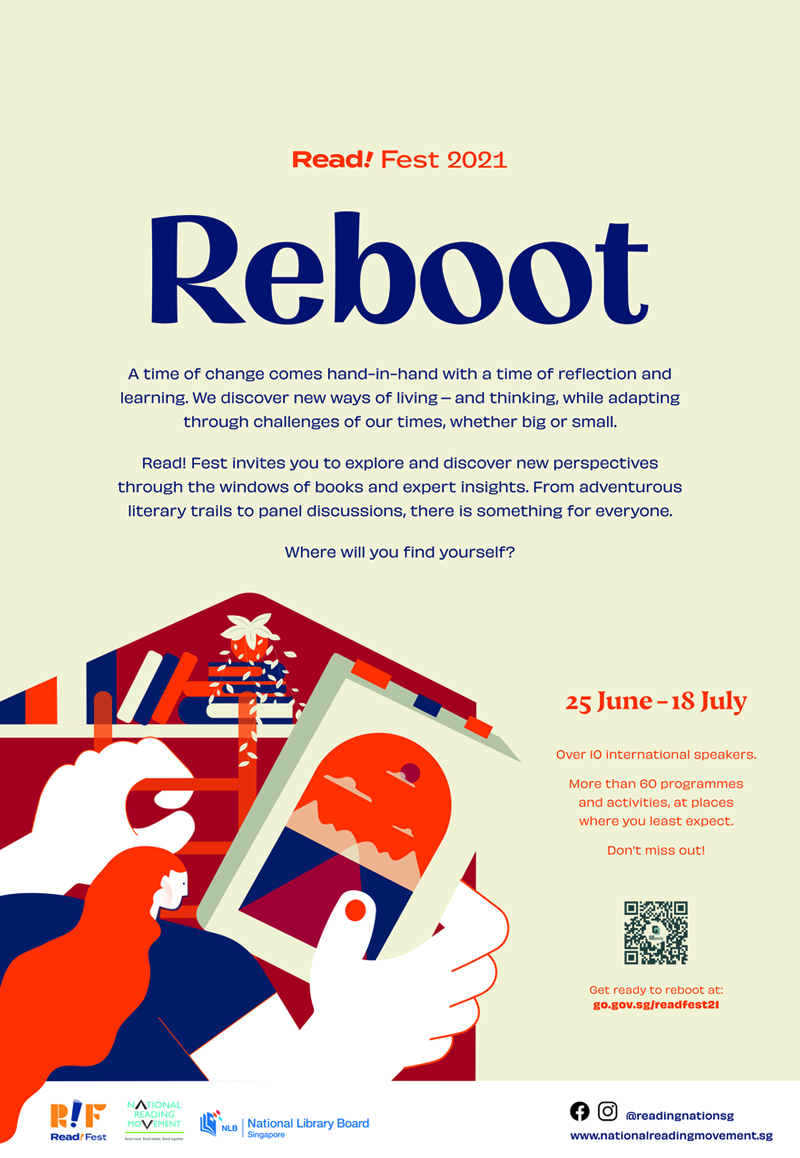 Read! Fest 2021
Reboot
A time of change comes hand-in-hand with a time of reflection and
learning. We discover new ways of living – and thinking, while adapting
through challenges of our times, whether big or small.
Read! Fest invites you to explore and discover new perspectives
through the windows of books and expert insights. From adventurous
literary trails to panel discussions, there is something for everyone.
Where will you find yourself?
25 June – 18 July
Over 10 international speakers.
More than 60 programmes
and activities, at places
where you least expect.
Don't miss out!
Get ready to reboot at:
go.gov.sg/readfest21
R!F
Read! Fest
NATIONAL
READING
MOVEMENT
Read more. Read widely. Read together.
NLB
National Library Board
Singapore
@readingnationsg
www.nationalreadingmovement.sg